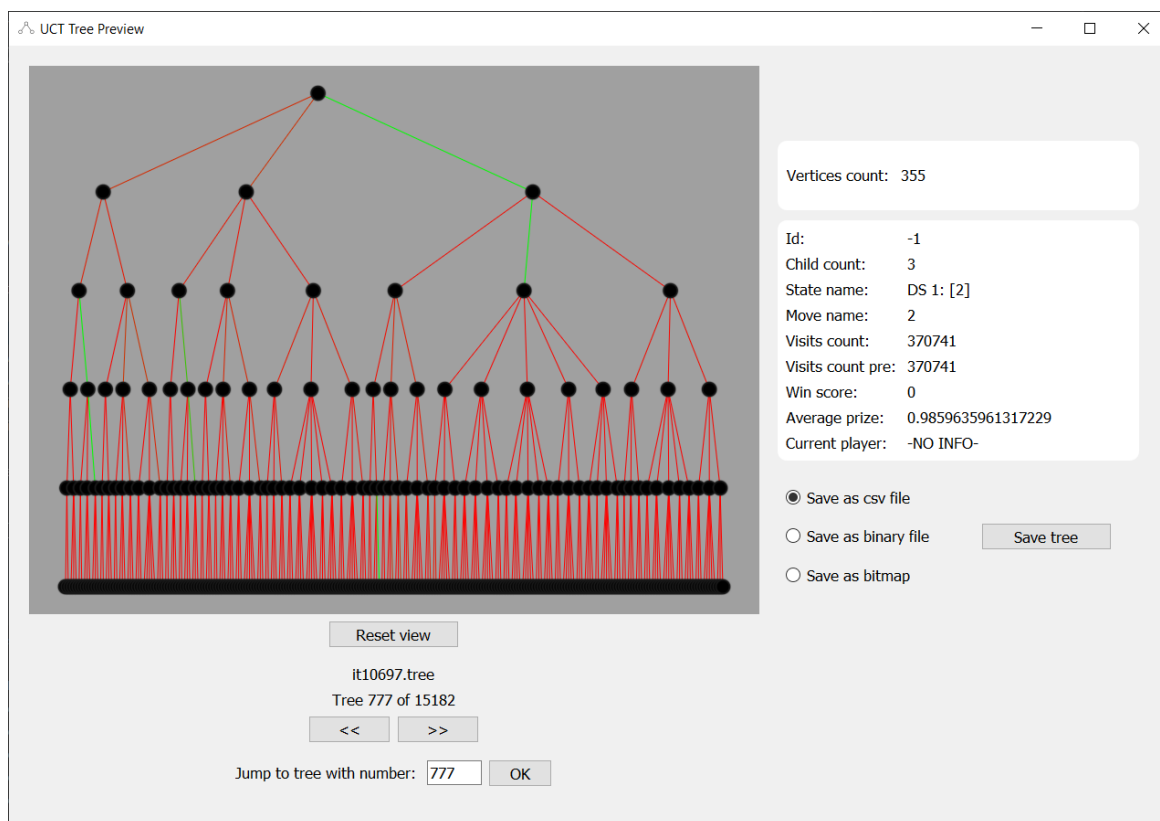 UCT Tree Preview
Vertices count: 355
Id: -1
Child count: 3
State name: DS 1: [2]
Move name: 2
Visits count: 370741
Visits count pre: 370741
Win score: 0
Average prize: 0.9859635961317229
Current player: -NO INFO-
Save as csv file
Save as binary file
Save tree
Save as bitmap
Reset view
it10697.tree
Tree 777 of 15182
<< >>
Jump to tree with number: 777 OK